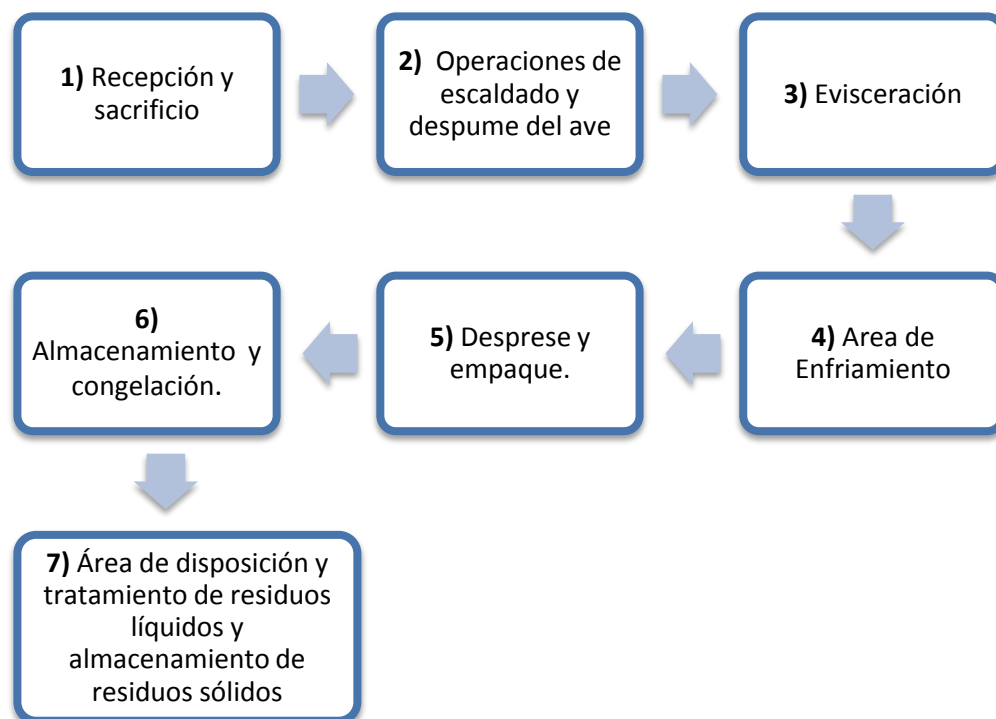 1) Recepción y
sacrificio
2) Operaciones de
escaldado y
despume del ave
3) Evisceración
4) Area de
Enfriamiento
5) Desprese y
empaque.
6)
Almacenamiento y
congelación.
7) Área de disposición y
tratamiento de residuos
líquidos y
almacenamiento de
residuos sólidos